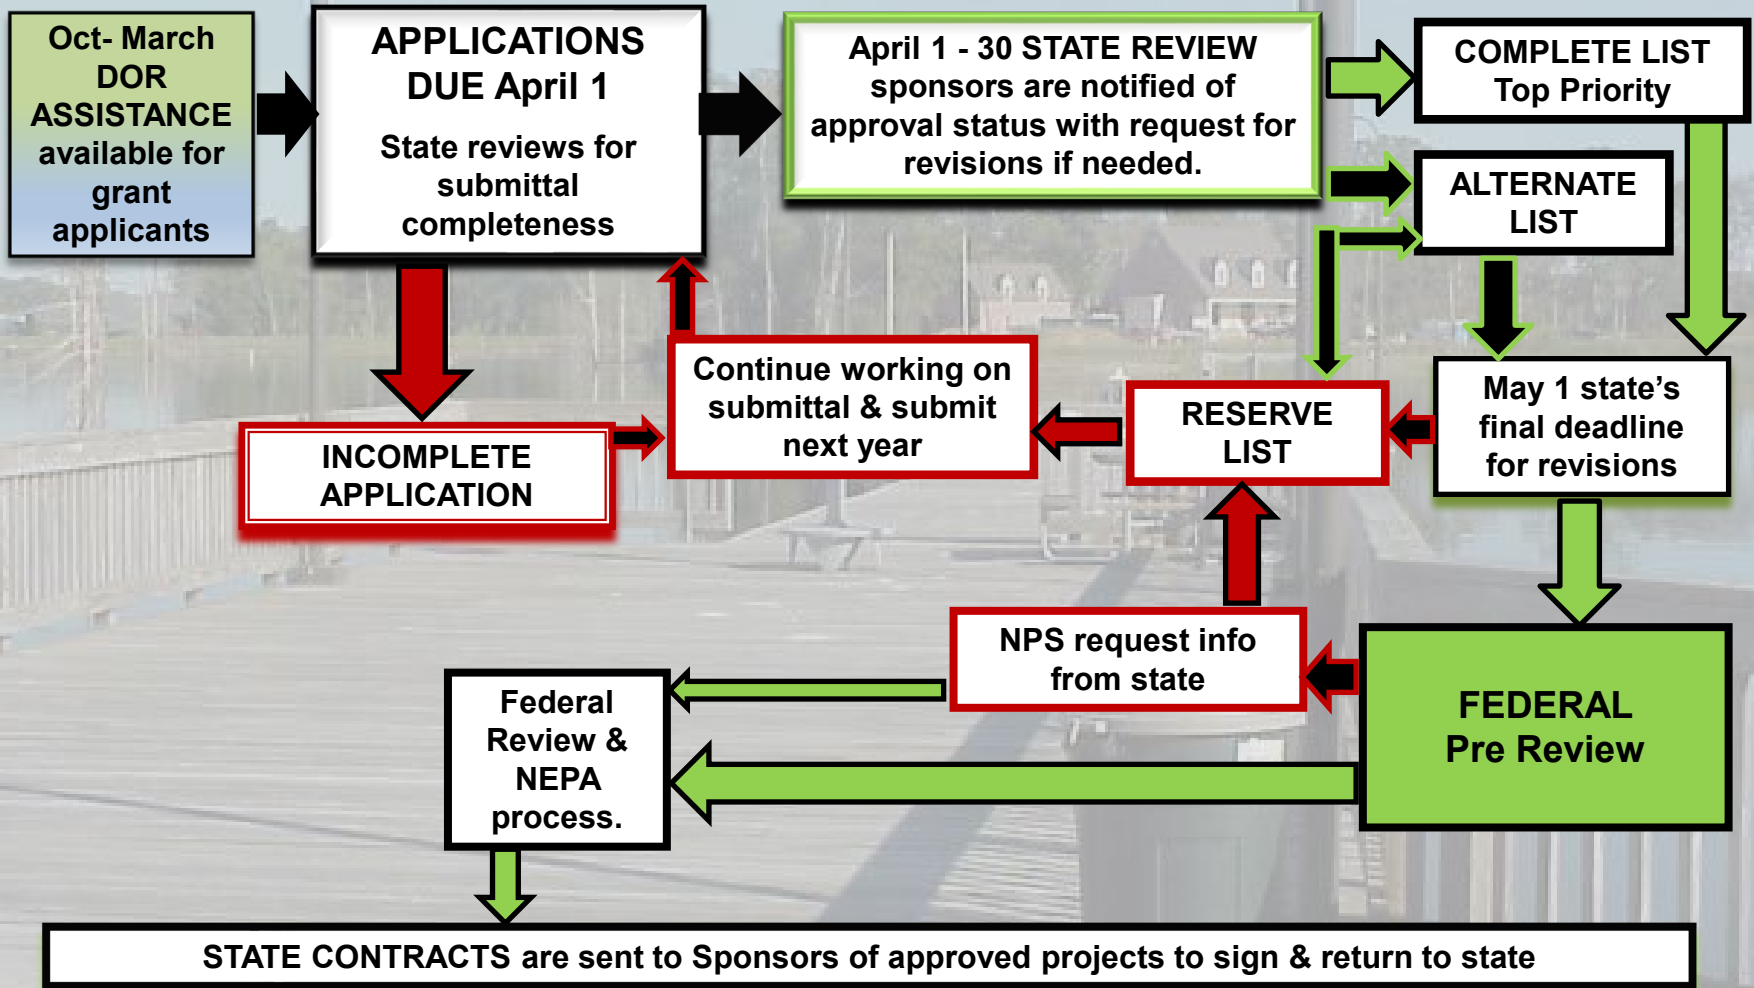 Oct- March
DOR
ASSISTANCE
available for
grant
applicants
APPLICATIONS
DUE April 1
State reviews for
submittal
completeness
April 1 - 30 STATE REVIEW
sponsors are notified of
approval status with request for
revisions if needed.
COMPLETE LIST
Top Priority
ALTERNATE
LIST
May 1 state’s
final deadline
for revisions
RESERVE
LIST
Continue working on
submittal & submit
next year
INCOMPLETE
APPLICATION
NPS request info
from state
FEDERAL
Pre Review
Federal
Review &
NEPA
process.
STATE CONTRACTS are sent to Sponsors of approved projects to sign & return to state